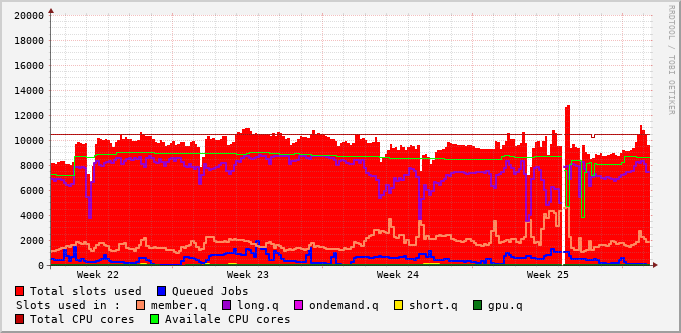 RRDTOOL / TOBI OETIKER
20000
18000
16000
14000
12000
10000
8000
6000
4000
2000
0
Week 22 Week 23 Week 24 Week 25
Total slots used Queued Jobs
Slots used in : member.q long.q ondemand.q short.q gpu.q
Total CPU cores Availale CPU cores